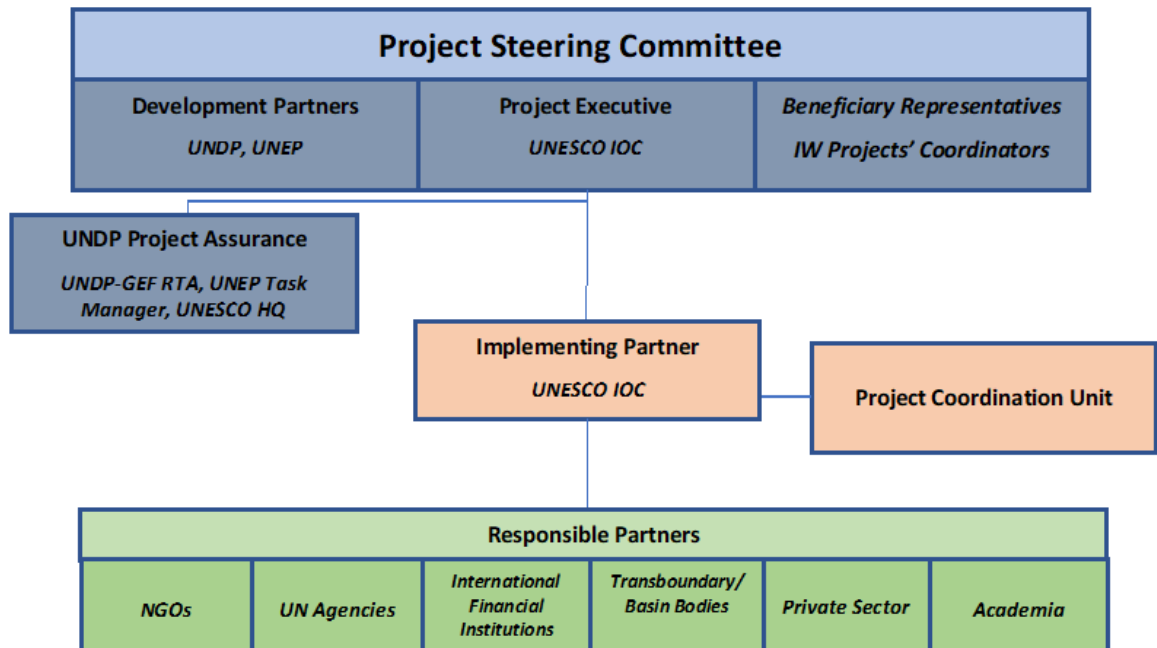 Project Steering Committee
Development Partners
UNDP, UNEP
Project Executive
UNESCO IOC
Beneficiary Representatives
IW Projects’ Coordinators
UNDP Project Assurance
UNDP-GEF RTA, UNEP Task
Manager, UNESCO HQ
Implementing Partner
UNESCO IOC
Project Coordination Unit
Responsible Partners
NGOs
UN Agencies
International
Financial
Institutions
Transboundary/
Basin Bodies
Private Sector
Academia